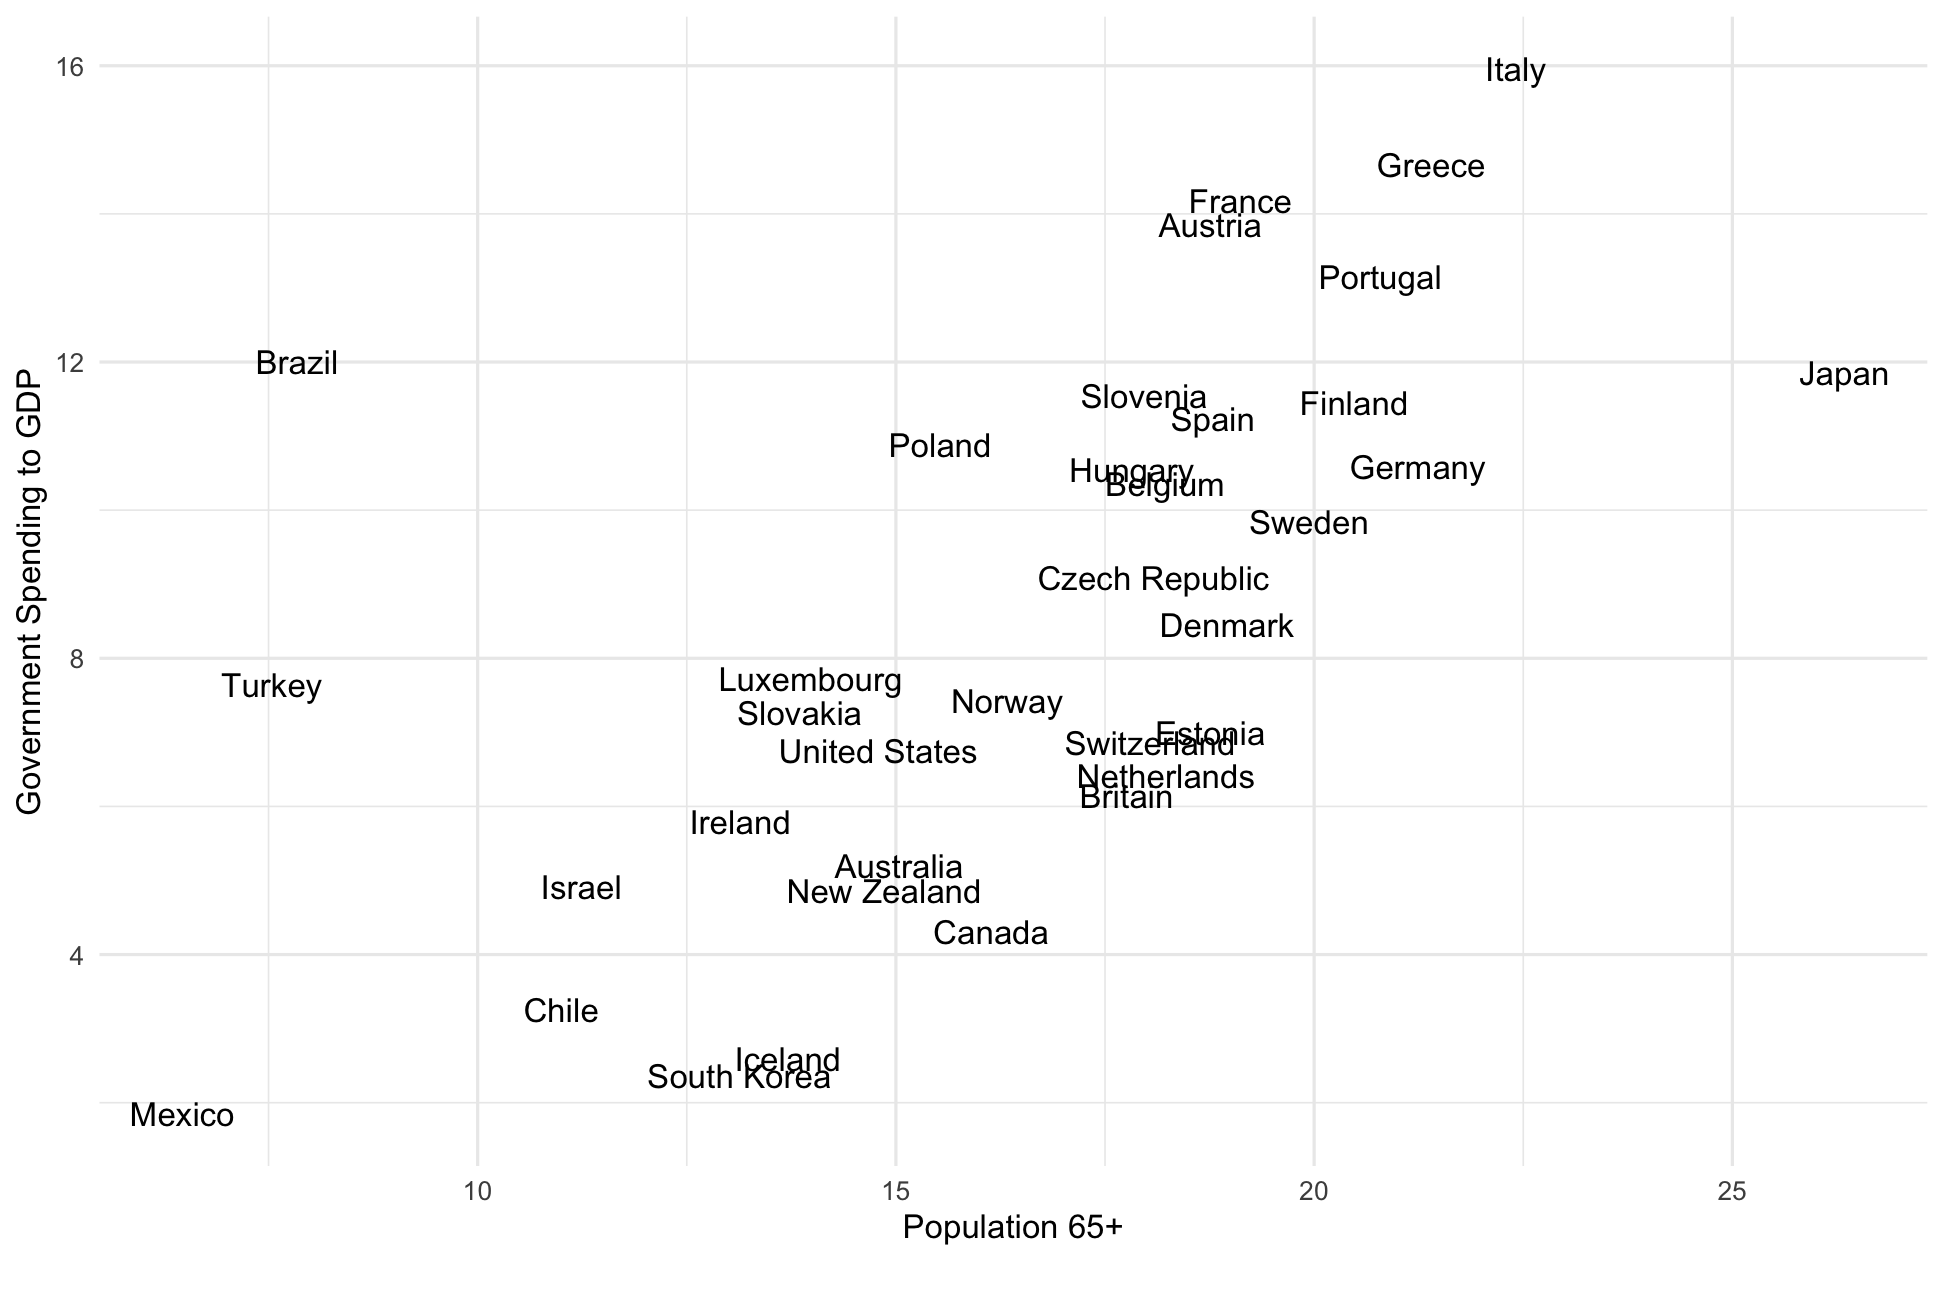 16
Italy
Greece
France
Austria
Portugal
12
Brazil
Japan
Slovenia
Finland
Spain
Poland
Hungary
Germany
Belgium
Sweden
Czech Republic
Denmark
8
Turkey
Luxembourg
Norway
Slovakia
Estonia
Switzerland
United States
Netherlands
Britain
Ireland
Australia
Israel
New Zealand
Canada
4
Chile
Iceland
South Korea
Mexico
Government Spending to GDP
10
15
20
25
Population 65+